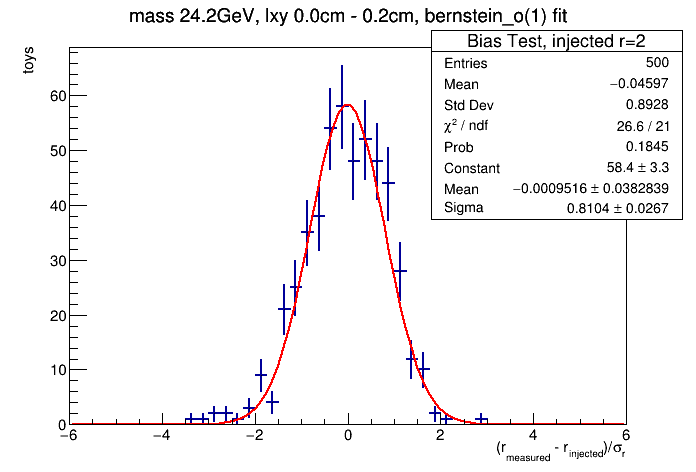 mass 24.2GeV, lxy 0.0cm - 0.2cm, bernstein_o(1) fit
toys
Bias Test, injected r=2
Entries 500
Mean −0.04597
Std Dev 0.8928
χ² / ndf 26.6 / 21
Prob 0.1845
Constant 58.4 ± 3.3
Mean −0.0009516 ± 0.0382839
Sigma 0.8104 ± 0.0267
60
50
40
30
20
10
0
−6 −4 −2 0 2 4 6
(r_measured - r_injected)/σ_r